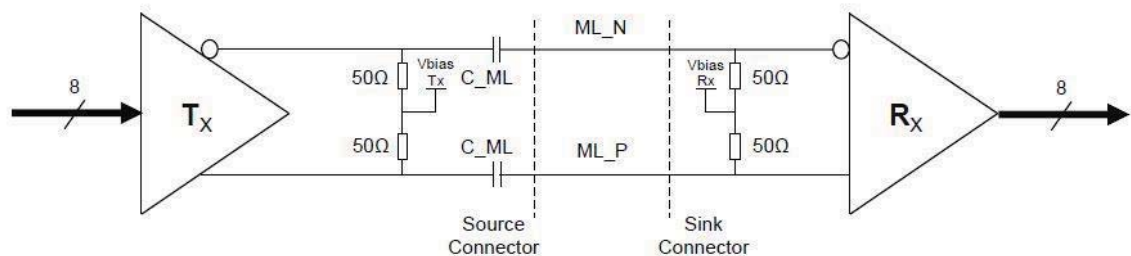 ML_N
8
50Ω
Vbias
Tx
C_ML
Vbias
Rx
50Ω
8
TX
RX
50Ω
C_ML
ML_P
50Ω
Source
Connector
Sink
Connector